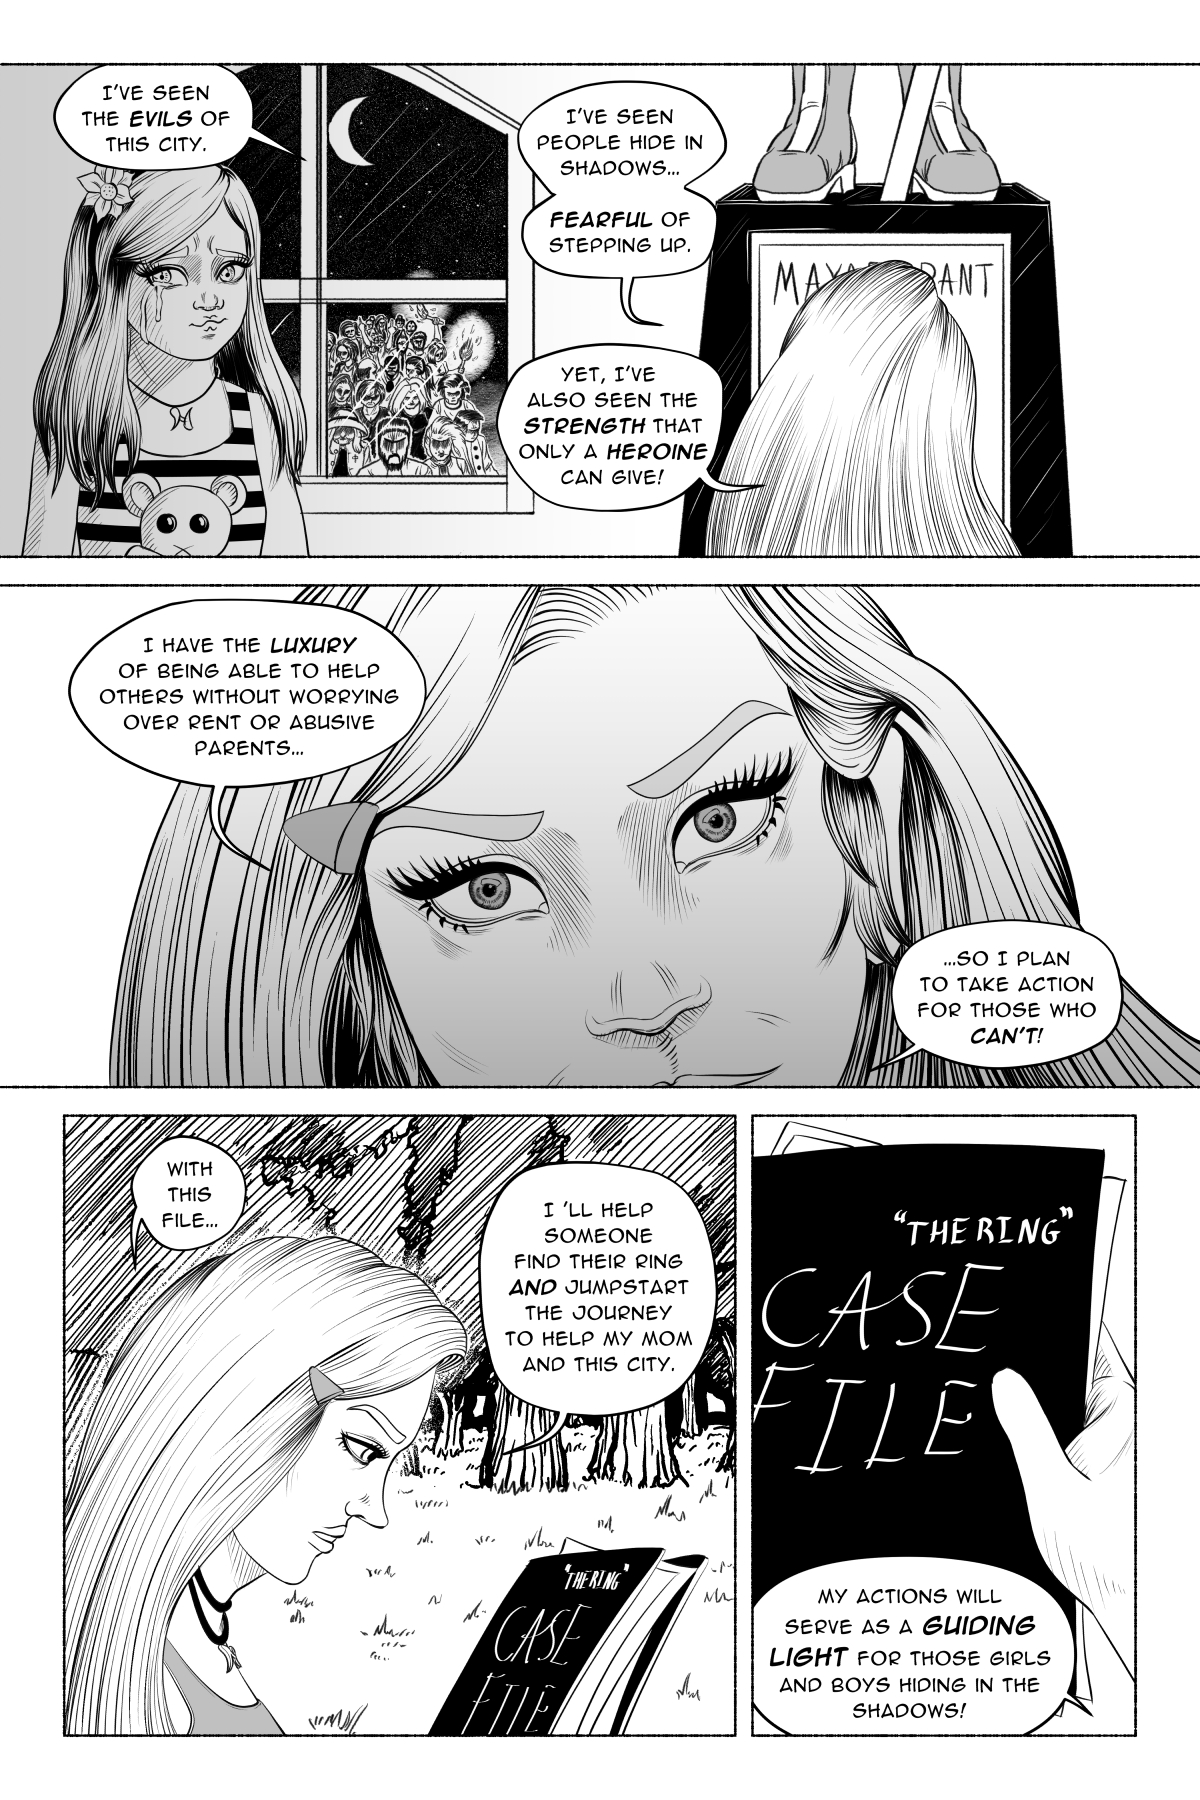 I'VE SEEN
THE EVILS OF
THIS CITY.
I'VE SEEN
PEOPLE HIDE IN
SHADOWS...
FEARFUL OF
STEPPING UP.
YET, I'VE
ALSO SEEN THE
STRENGTH THAT
ONLY A HEROINE
CAN GIVE!
I HAVE THE LUXURY
OF BEING ABLE TO HELP
OTHERS WITHOUT WORRYING
OVER RENT OR ABUSIVE
PARENTS...
...SO I PLAN
TO TAKE ACTION
FOR THOSE WHO
CAN'T!
WITH
THIS
FILE...
I 'LL HELP
SOMEONE
FIND THEIR RING
AND JUMPSTART
THE JOURNEY
TO HELP MY MOM
AND THIS CITY.
"THE RING"
CASE
FILE
"THE RING"
CASE
FILE
MY ACTIONS WILL
SERVE AS A GUIDING
LIGHT FOR THOSE GIRLS
AND BOYS HIDING IN THE
SHADOWS!